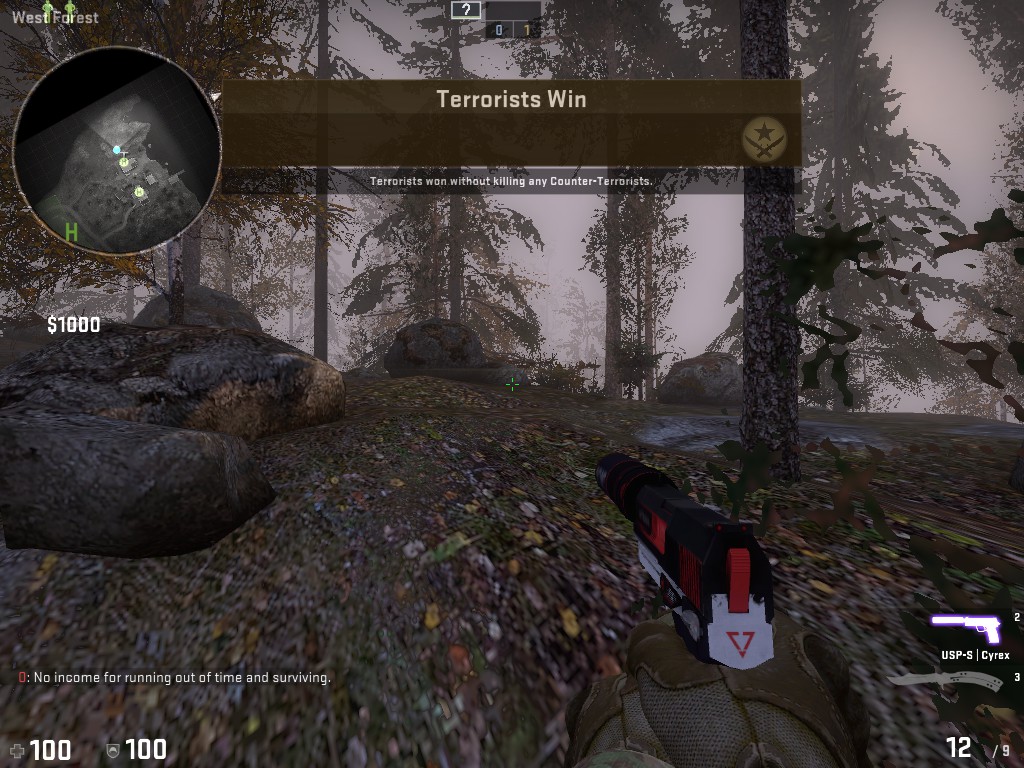 West Forest
?
0 1
Terrorists Win
Terrorists won without killing any Counter-Terrorists.
H
$1000
2
USP-S | Cyrex
3
0: No income for running out of time and surviving.
100 100
12 / 9